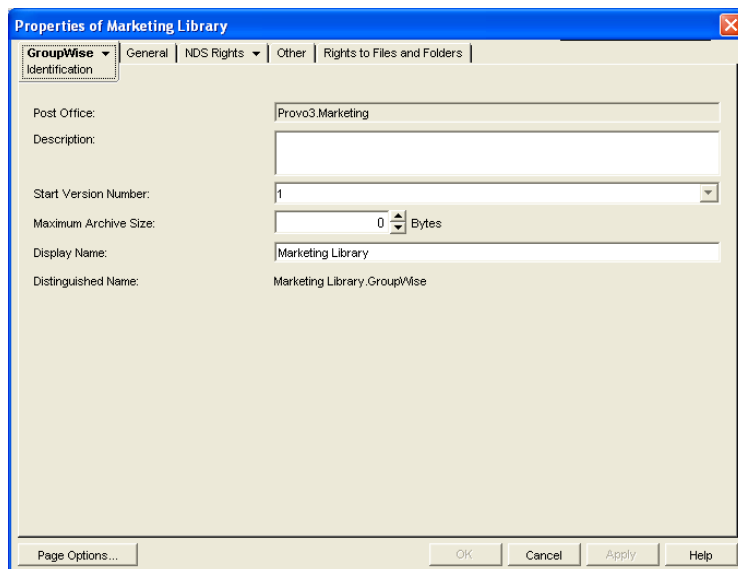 Properties of Marketing Library
GroupWise General NDS Rights Other Rights to Files and Folders
Identification
Post Office: Provo3.Marketing
Description:
Start Version Number: 1
Maximum Archive Size: 0 Bytes
Display Name: Marketing Library
Distinguished Name: Marketing Library.GroupWise
Page Options... OK Cancel Apply Help